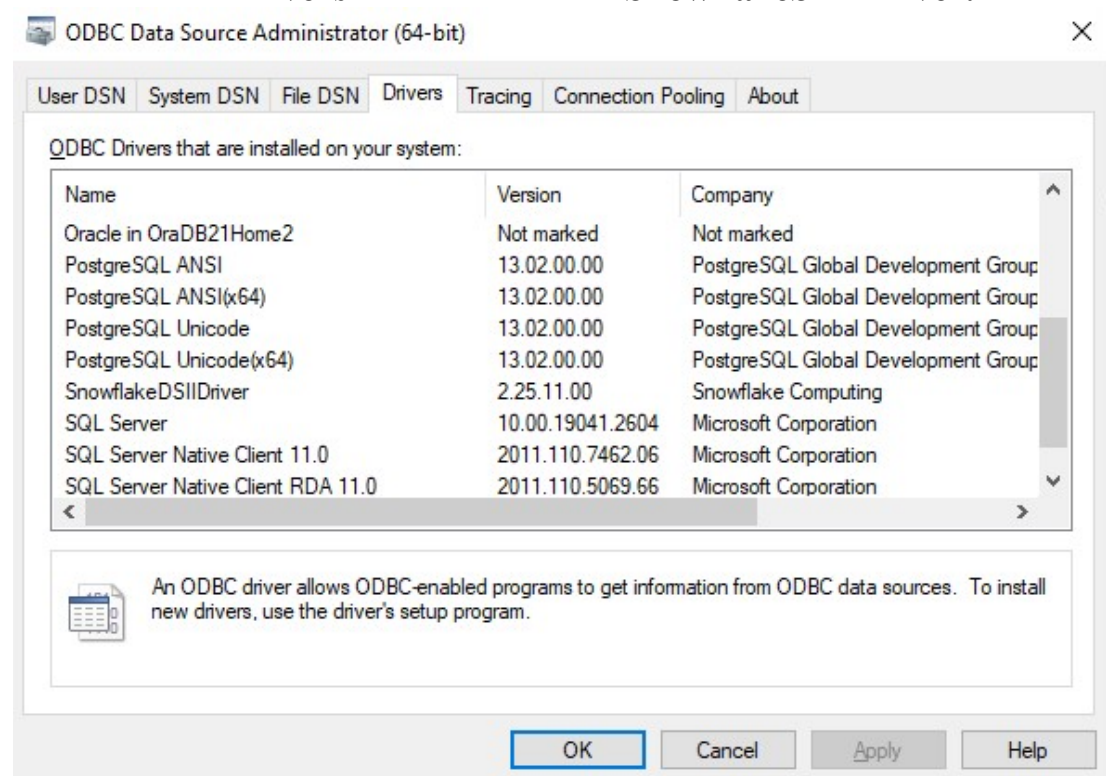 ODBC Data Source Administrator (64-bit)
User DSN System DSN File DSN Drivers Tracing Connection Pooling About
ODBC Drivers that are installed on your system:
Name Version Company
Oracle in OraDB21Home2 Not marked Not marked
PostgreSQL ANSI 13.02.00.00 PostgreSQL Global Development Group
PostgreSQL ANSI(x64) 13.02.00.00 PostgreSQL Global Development Group
PostgreSQL Unicode 13.02.00.00 PostgreSQL Global Development Group
PostgreSQL Unicode(x64) 13.02.00.00 PostgreSQL Global Development Group
SnowflakeDSIIDriver 2.25.11.00 Snowflake Computing
SQL Server 10.00.19041.2604 Microsoft Corporation
SQL Server Native Client 11.0 2011.110.7462.06 Microsoft Corporation
SQL Server Native Client RDA 11.0 2011.110.5069.66 Microsoft Corporation
An ODBC driver allows ODBC-enabled programs to get information from ODBC data sources. To install
new drivers, use the driver's setup program.
OK Cancel Apply Help